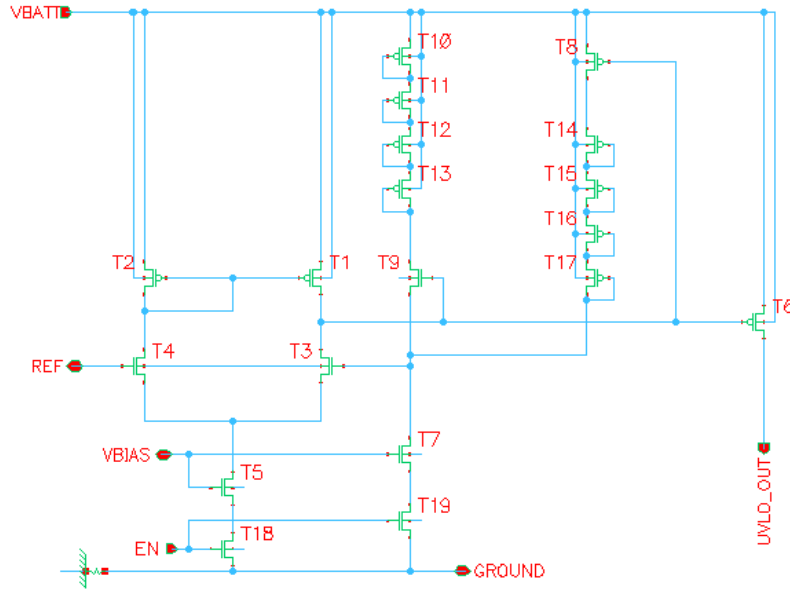 VBATT
T10
T8
T11
T12
T14
T13
T15
T16
T2
T1
T9
T17
T6
T4
T3
REF
T7
VBIAS
T5
UVLO_OUT
T19
EN
T18
GROUND